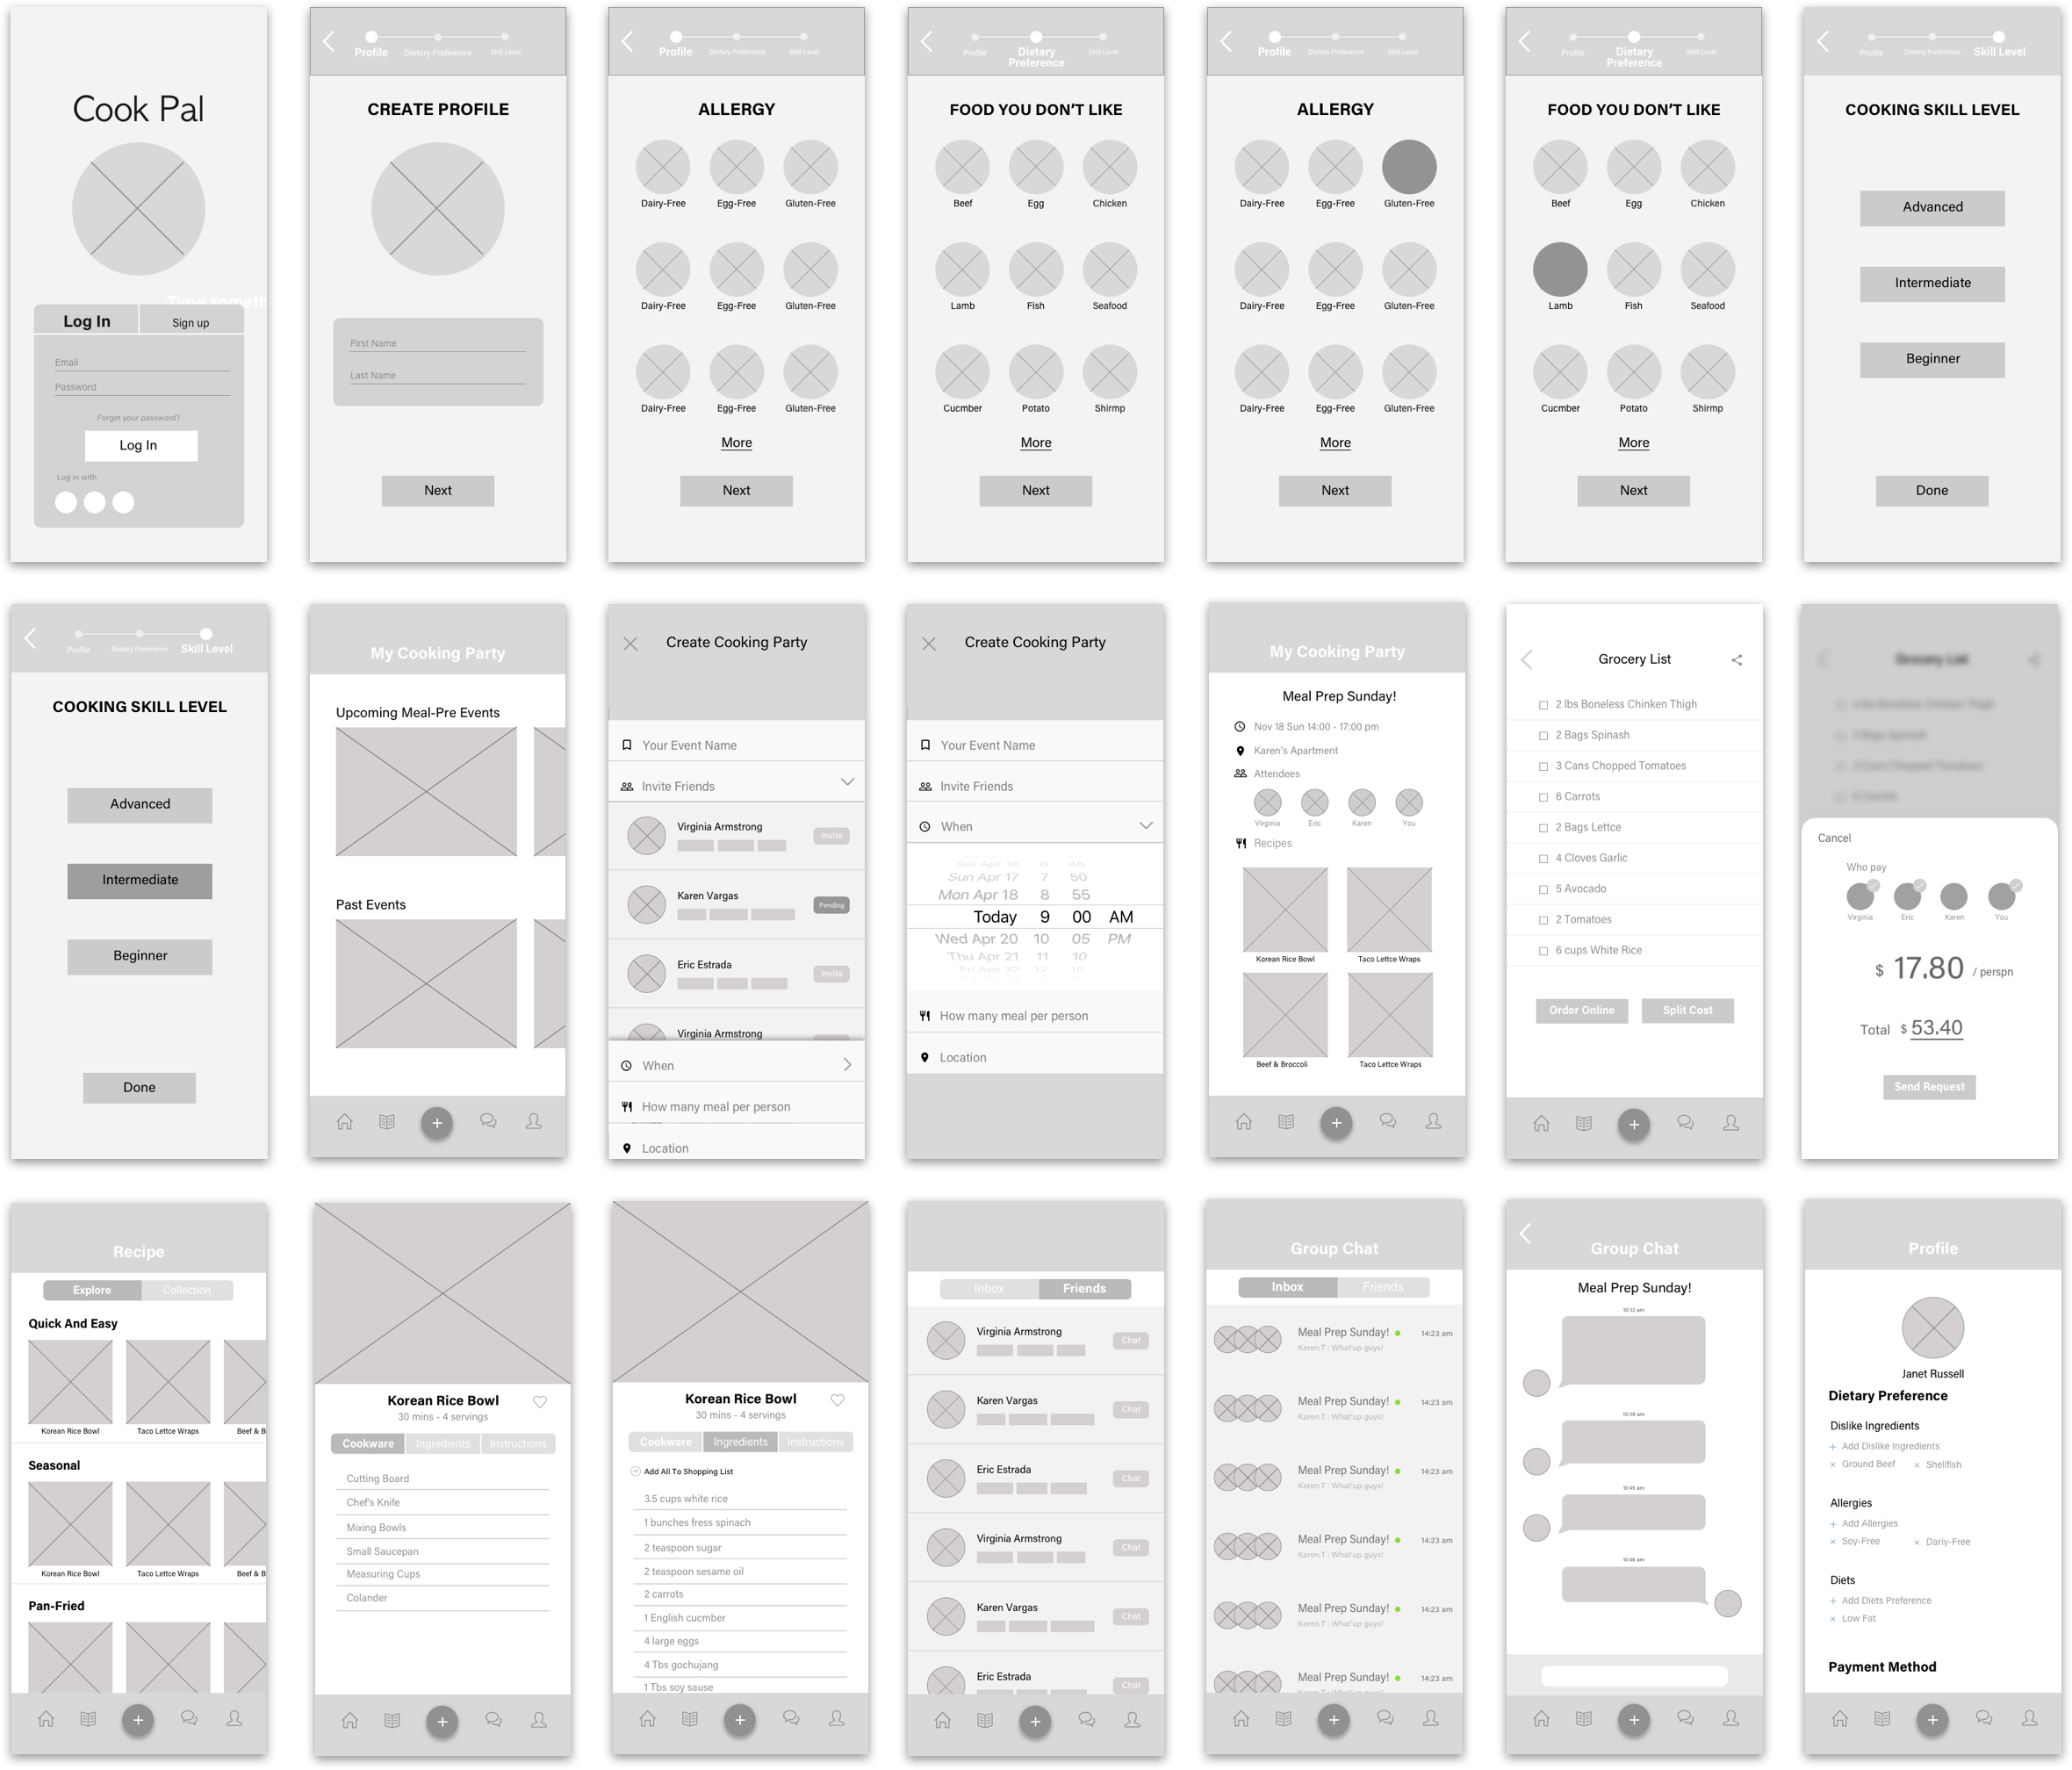 Cook Pal
Type someth
Log In
Sign up
Email
Password
Forget your password?
Log In
Log in with
Profile
Dietary Preference
Skill Level
CREATE PROFILE
First Name
Last Name
Next
Profile
Dietary Preference
Skill Level
ALLERGY
Dairy-Free
Egg-Free
Gluten-Free
Dairy-Free
Egg-Free
Gluten-Free
Dairy-Free
Egg-Free
Gluten-Free
More
Next
Profile
Dietary
Preference
Skill Level
FOOD YOU DON'T LIKE
Beef
Egg
Chicken
Lamb
Fish
Seafood
Cucmber
Potato
Shirmp
More
Next
Profile
Dietary Preference
Skill Level
ALLERGY
Dairy-Free
Egg-Free
Gluten-Free
Dairy-Free
Egg-Free
Gluten-Free
Dairy-Free
Egg-Free
Gluten-Free
More
Next
Profile
Dietary
Preference
Skill Level
FOOD YOU DON'T LIKE
Beef
Egg
Chicken
Lamb
Fish
Seafood
Cucmber
Potato
Shirmp
More
Next
Profile
Dietary Preference
Skill Level
COOKING SKILL LEVEL
Advanced
Intermediate
Beginner
Done
Profile
Dietary Preference
Skill Level
COOKING SKILL LEVEL
Advanced
Intermediate
Beginner
Done
My Cooking Party
Upcoming Meal-Pre Events
Past Events
Create Cooking Party
Your Event Name
Invite Friends
Virginia Armstrong
Invite
Karen Vargas
Pending
Eric Estrada
Invite
Virginia Armstrong
When
How many meal per person
Location
Create Cooking Party
Your Event Name
Invite Friends
When
Sat Apr 16 6 45
Sun Apr 17 7 50
Mon Apr 18 8 55
Today 9 00 AM
Wed Apr 20 10 05 PM
Thu Apr 21 11 10
Fri Apr 22 12 15
How many meal per person
Location
My Cooking Party
Meal Prep Sunday!
Nov 18 Sun 14:00 - 17:00 pm
Karen's Apartment
Attendees
Virginia
Eric
Karen
You
Recipes
Korean Rice Bowl
Taco Lettce Wraps
Beef & Broccoli
Taco Lettce Wraps
Grocery List
2 lbs Boneless Chinken Thigh
2 Bags Spinash
3 Cans Chopped Tomatoes
6 Carrots
2 Bags Lettce
4 Cloves Garlic
5 Avocado
2 Tomatoes
6 cups White Rice
Order Online
Split Cost
Grocery List
2 lbs Boneless Chinken Thigh
2 Bags Spinash
3 Cans Chopped Tomatoes
6 Carrots
Cancel
Who pay
Virginia
Eric
Karen
You
$ 17.80 / perspn
Total $ 53.40
Send Request
Recipe
Explore
Collection
Quick And Easy
Korean Rice Bowl
Taco Lettce Wraps
Beef & B
Seasonal
Korean Rice Bowl
Taco Lettce Wraps
Beef & B
Pan-Fried
Korean Rice Bowl
30 mins - 4 servings
Cookware
Ingredients
Instructions
Cutting Board
Chef's Knife
Mixing Bowls
Small Saucepan
Measuring Cups
Colander
Korean Rice Bowl
30 mins - 4 servings
Cookware
Ingredients
Instructions
Add All To Shopping List
3.5 cups white rice
1 bunches fress spinach
2 teaspoon sugar
2 teaspoon sesame oil
2 carrots
1 English cucmber
4 large eggs
4 Tbs gochujang
1 Tbs soy sause
Inbox
Friends
Virginia Armstrong
Chat
Karen Vargas
Chat
Eric Estrada
Chat
Virginia Armstrong
Chat
Karen Vargas
Chat
Eric Estrada
Chat
Group Chat
Inbox
Friends
Meal Prep Sunday!
14:23 am
Karen.T : What'up guys!
Meal Prep Sunday!
14:23 am
Karen.T : What'up guys!
Meal Prep Sunday!
14:23 am
Karen.T : What'up guys!
Meal Prep Sunday!
14:23 am
Karen.T : What'up guys!
Meal Prep Sunday!
14:23 am
Karen.T : What'up guys!
Meal Prep Sunday!
14:23 am
Karen.T : What'up guys!
Group Chat
Meal Prep Sunday!
10:32 am
10:38 am
10:45 am
10:46 am
Profile
Janet Russell
Dietary Preference
Dislike Ingredients
+ Add Dislike Ingredients
× Ground Beef
× Shellfish
Allergies
+ Add Allergies
× Soy-Free
× Dariy-Free
Diets
+ Add Diets Preference
× Low Fat
Payment Method